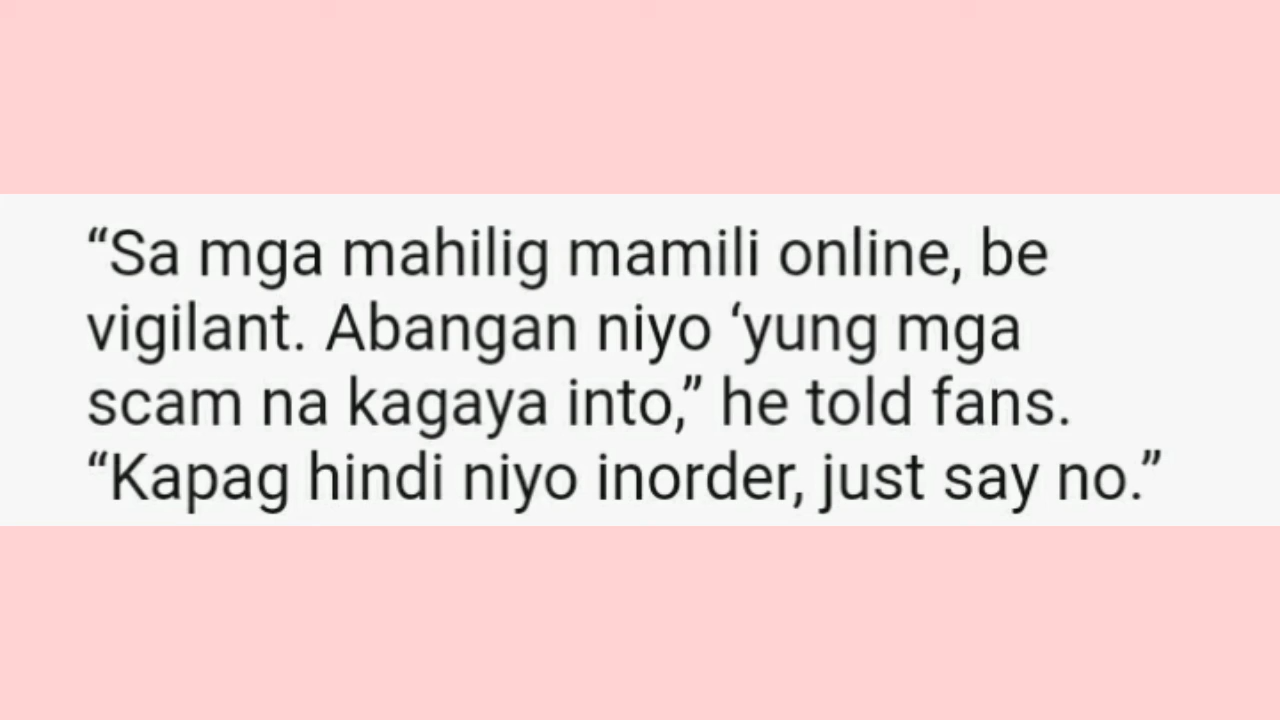 “Sa mga mahilig mamili online, be
vigilant. Abangan niyo ‘yung mga
scam na kagaya into,” he told fans.
“Kapag hindi niyo inorder, just say no.”